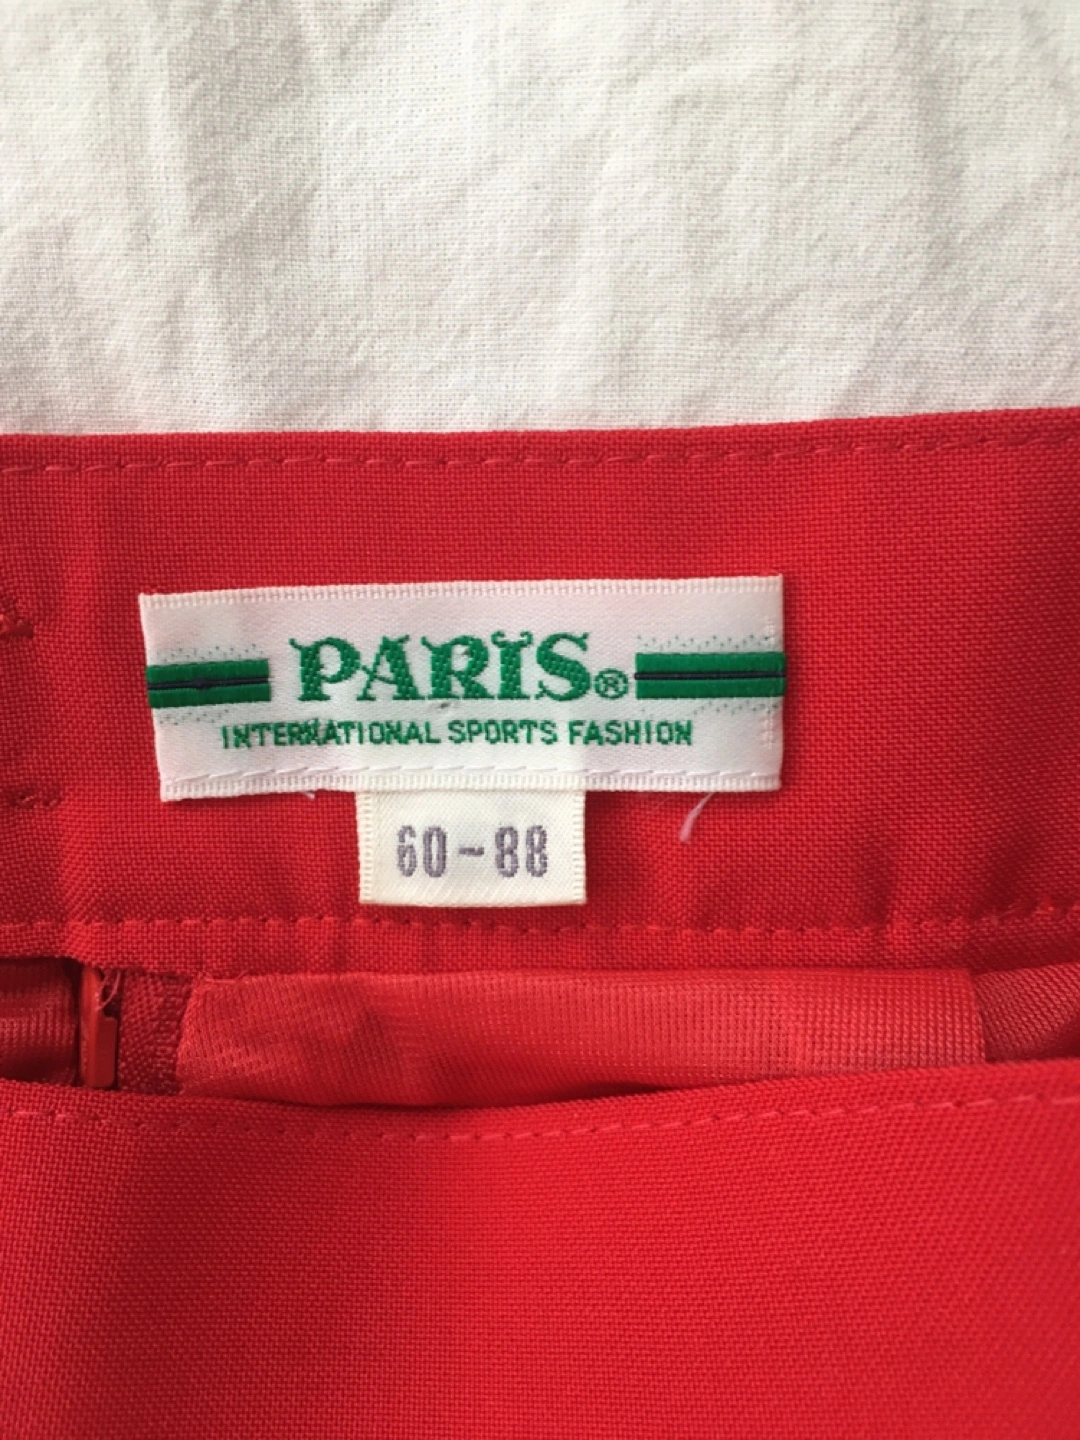 PARIS®
INTERNATIONAL SPORTS FASHION
60~88